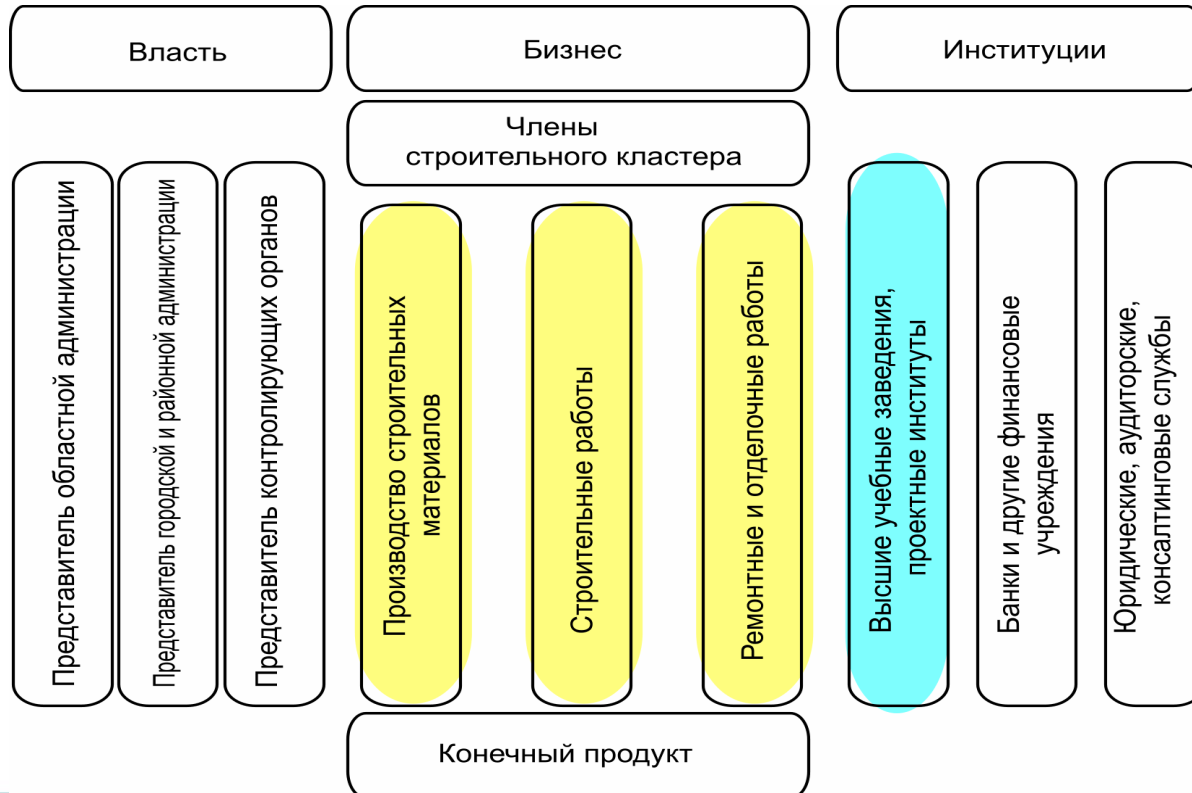 Власть
Бизнес
Институции
Члены
строительного кластера
Представитель областной администрации
Представитель городской и районной администрации
Представитель контролирующих органов
Производство строительных
материалов
Строительные работы
Ремонтные и отделочные работы
Высшие учебные заведения,
проектные институты
Банки и другие финансовые
учреждения
Юридические, аудиторские,
консалтинговые службы
Конечный продукт